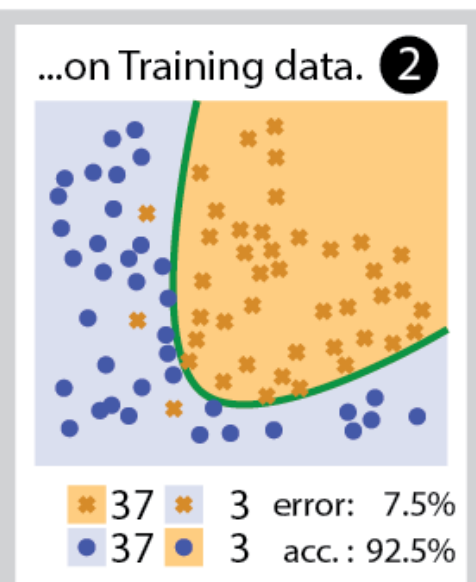 ...on Training data. 2
37 3 error: 7.5%
37 3 acc. : 92.5%